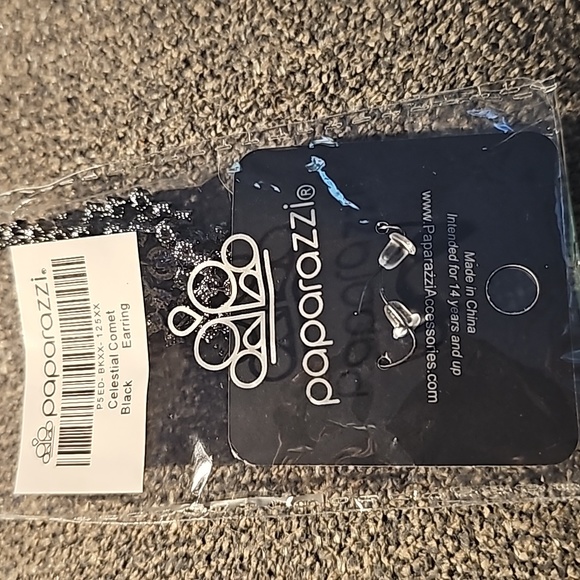 paparazzi®
P5ED-BKXX-125XX
Celestial Comet
Black Earring
paparazzi®
www.PaparazziAccessories.com
Intended for 14 years and up
Made in China